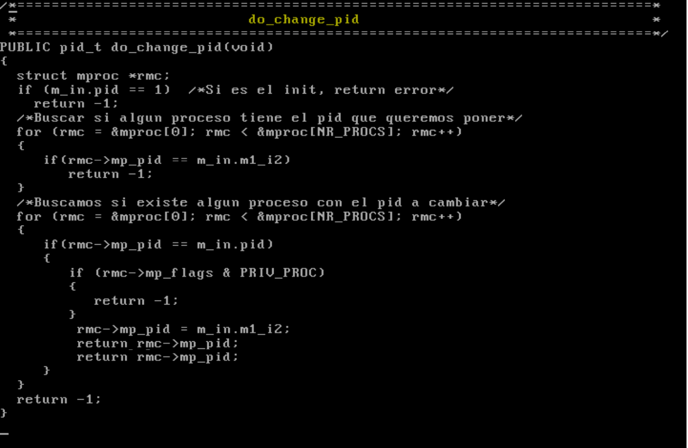 /*===========================================================================*
 *                            do_change_pid                                  *
 *===========================================================================*/
PUBLIC pid_t do_change_pid(void)
{
  struct mproc *rmc;
  if (m_in.pid == 1)  /*Si es el init, return error*/
    return -1;
  /*Buscar si algun proceso tiene el pid que queremos poner*/
  for (rmc = &mproc[0]; rmc < &mproc[NR_PROCS]; rmc++)
  {
     if(rmc->mp_pid == m_in.m1_i2)
        return -1;
  }
  /*Buscamos si existe algun proceso con el pid a cambiar*/
  for (rmc = &mproc[0]; rmc < &mproc[NR_PROCS]; rmc++)
  {
     if(rmc->mp_pid == m_in.pid)
     {
        if (rmc->mp_flags & PRIV_PROC)
        {
           return -1;
        }
         rmc->mp_pid = m_in.m1_i2;
         return rmc->mp_pid;
         return rmc->mp_pid;
     }
  }
  return -1;
}